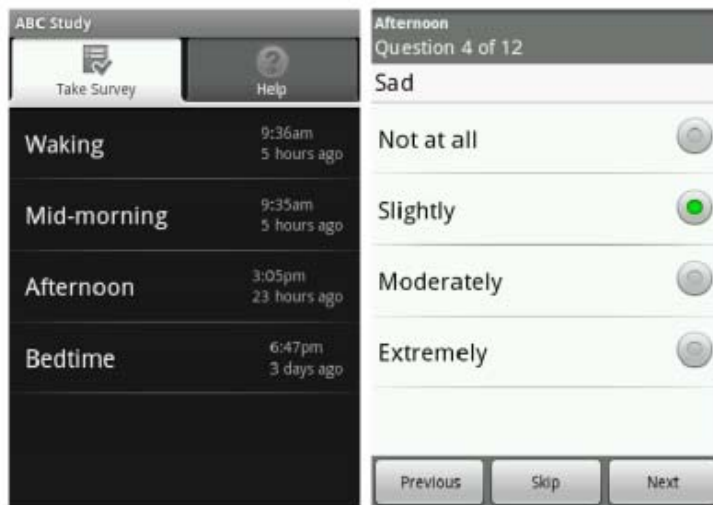 ABC Study
Take Survey
Help
Waking
9:36am
5 hours ago
Mid-morning
9:35am
5 hours ago
Afternoon
3:05pm
23 hours ago
Bedtime
6:47pm
3 days ago
Afternoon
Question 4 of 12
Sad
Not at all
Slightly
Moderately
Extremely
Previous
Skip
Next